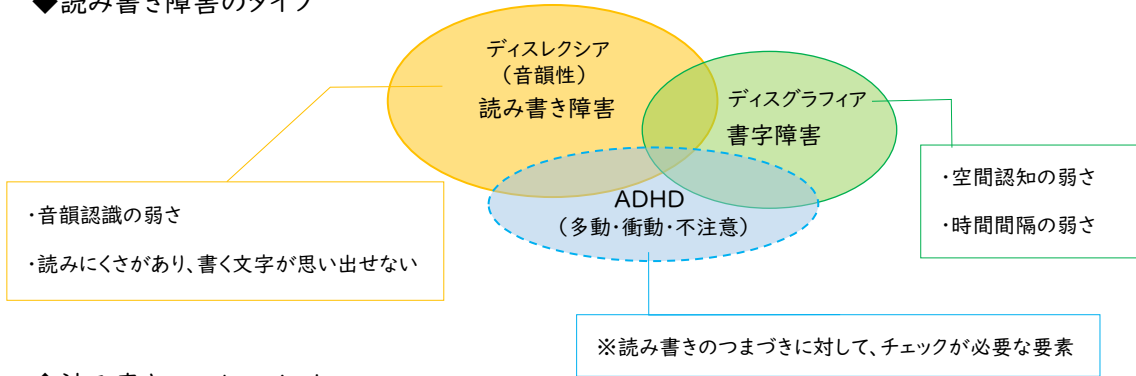 ◆読み書き障害のタイプ
ディスレクシア
（音韻性）
読み書き障害
ディスグラフィア
書字障害
ADHD
（多動・衝動・不注意）
・音韻認識の弱さ
・読みにくさがあり、書く文字が思い出せない
・空間認知の弱さ
・時間間隔の弱さ
※読み書きのつまづきに対して、チェックが必要な要素